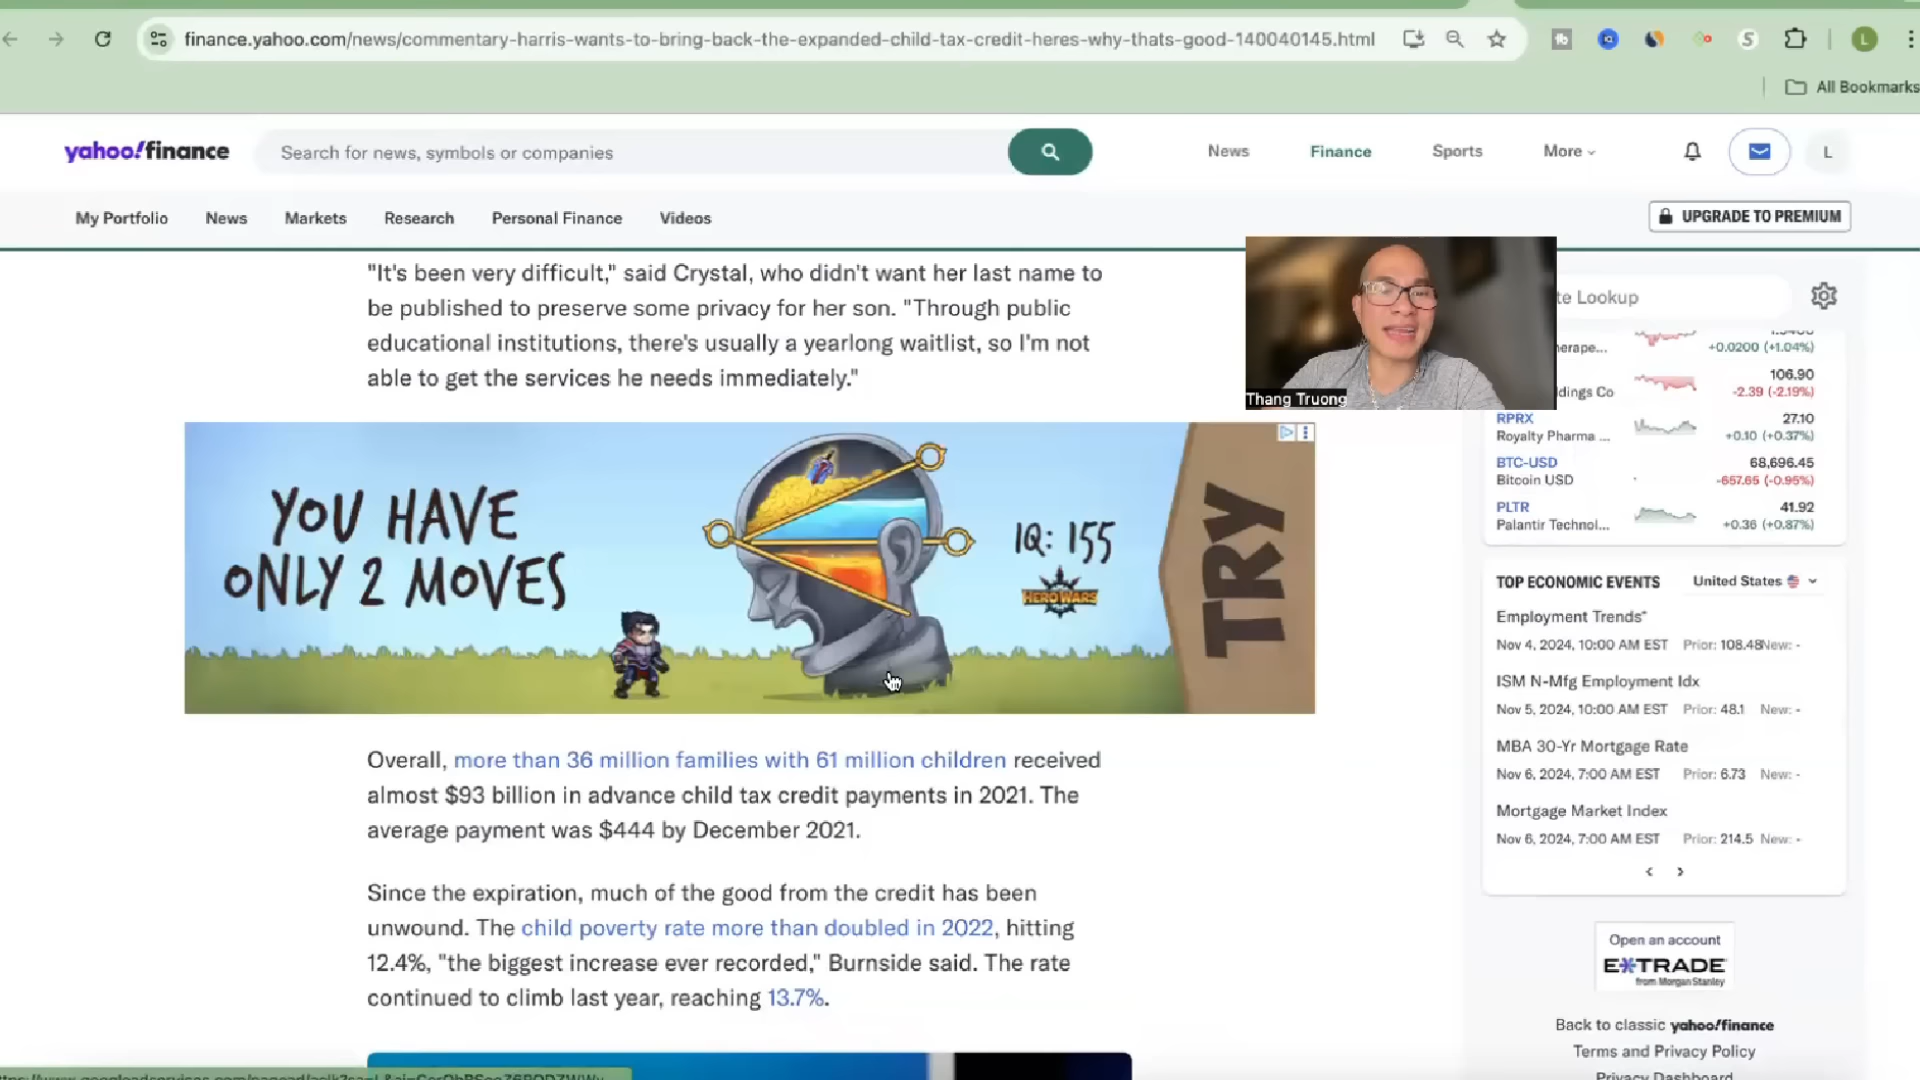 finance.yahoo.com/news/commentary-harris-wants-to-bring-back-the-expanded-child-tax-credit-heres-why-thats-good-140040145.html
L
All Bookmarks
yahoo!finance
Search for news, symbols or companies
News
Finance
Sports
More
L
My Portfolio
News
Markets
Research
Personal Finance
Videos
UPGRADE TO PREMIUM
"It's been very difficult," said Crystal, who didn't want her last name to
be published to preserve some privacy for her son. "Through public
educational institutions, there's usually a yearlong waitlist, so I'm not
able to get the services he needs immediately."
Thang Truong
YOU HAVE
ONLY 2 MOVES
IQ: 155
HERO WARS
TRY
Overall, more than 36 million families with 61 million children received
almost $93 billion in advance child tax credit payments in 2021. The
average payment was $444 by December 2021.
Since the expiration, much of the good from the credit has been
unwound. The child poverty rate more than doubled in 2022, hitting
12.4%, "the biggest increase ever recorded," Burnside said. The rate
continued to climb last year, reaching 13.7%.
Lookup
+0.0200 (+1.04%)
106.90
Co -2.39 (-2.19%)
RPRX 27.10
Royalty Pharma ... +0.10 (+0.37%)
BTC-USD 68,696.45
Bitcoin USD -657.65 (-0.95%)
PLTR 41.92
Palantir Technol... +0.36 (+0.87%)
TOP ECONOMIC EVENTS United States
Employment Trends*
Nov 4, 2024, 10:00 AM EST Prior: 108.48 New: -
ISM N-Mfg Employment Idx
Nov 5, 2024, 10:00 AM EST Prior: 48.1 New: -
MBA 30-Yr Mortgage Rate
Nov 6, 2024, 7:00 AM EST Prior: 6.73 New: -
Mortgage Market Index
Nov 6, 2024, 7:00 AM EST Prior: 214.5 New: -
Open an account
E*TRADE
from Morgan Stanley
Back to classic yahoo!finance
Terms and Privacy Policy
Privacy Dashboard